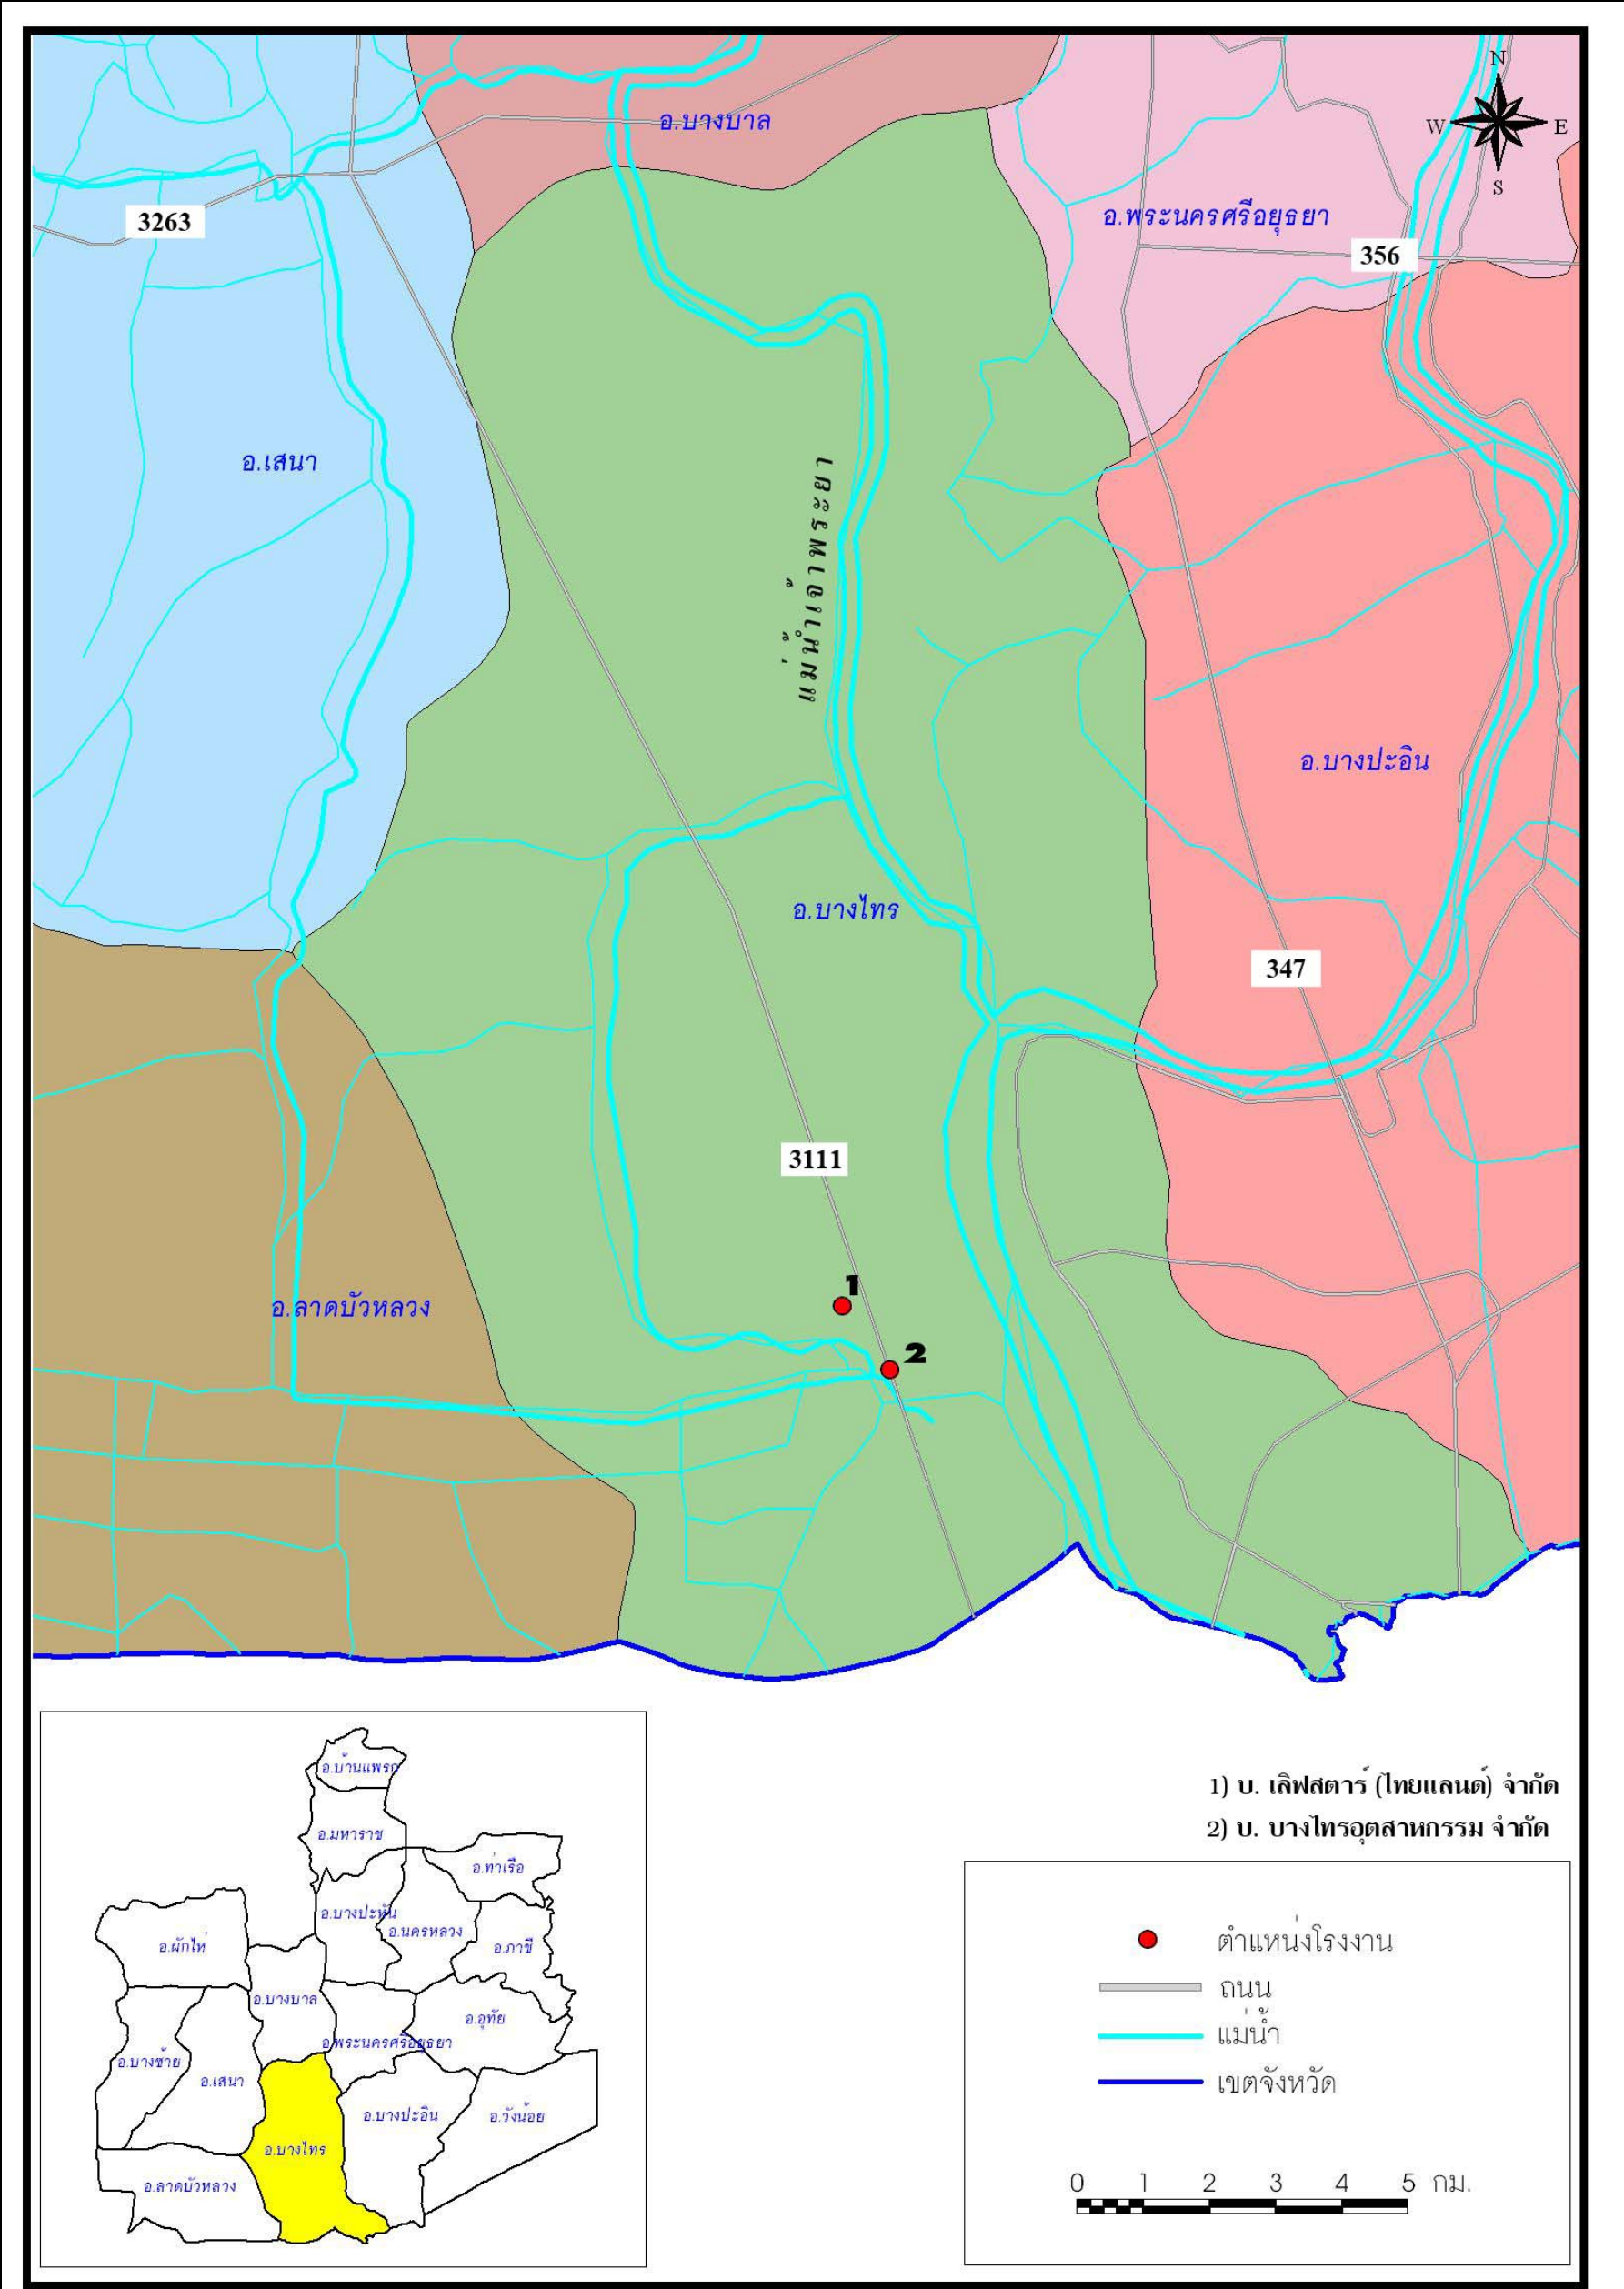 N
W
E
S
อ.บางบาล
3263
อ.พระนครศรีอยุธยา
356
อ.เสนา
แม่น้ำเจ้าพระยา
อ.บางปะอิน
อ.บางไทร
347
3111
1
อ.ลาดบัวหลวง
2
อ.บ้านแพรก
อ.มหาราช
อ.ท่าเรือ
อ.บางปะหัน
อ.นครหลวง
อ.ผักไห่
อ.ภาชี
อ.บางบาล
อ.อุทัย
อ.พระนครศรีอยุธยา
อ.บางซ้าย
อ.เสนา
อ.บางปะอิน
อ.วังน้อย
อ.บางไทร
อ.ลาดบัวหลวง
1) บ. เลิฟสตาร์ (ไทยแลนด์) จำกัด
2) บ. บางไทรอุตสาหกรรม จำกัด
ตำแหน่งโรงงาน
ถนน
แม่น้ำ
เขตจังหวัด
0 1 2 3 4 5 กม.